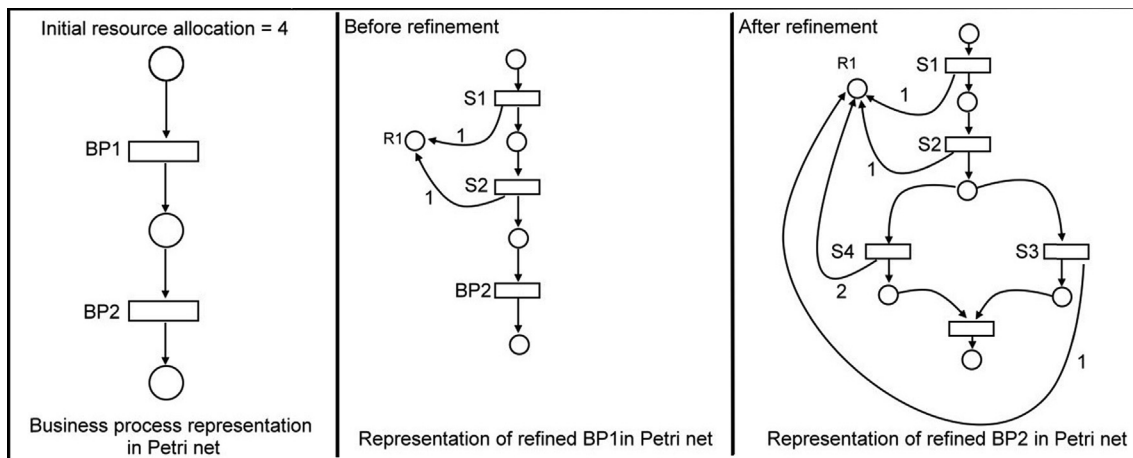 Initial resource allocation = 4
BP1
BP2
Business process representation
in Petri net
Before refinement
S1
1
R1
S2
1
BP2
Representation of refined BP1in Petri net
After refinement
R1
S1
1
S2
1
S4
S3
2
1
Representation of refined BP2 in Petri net